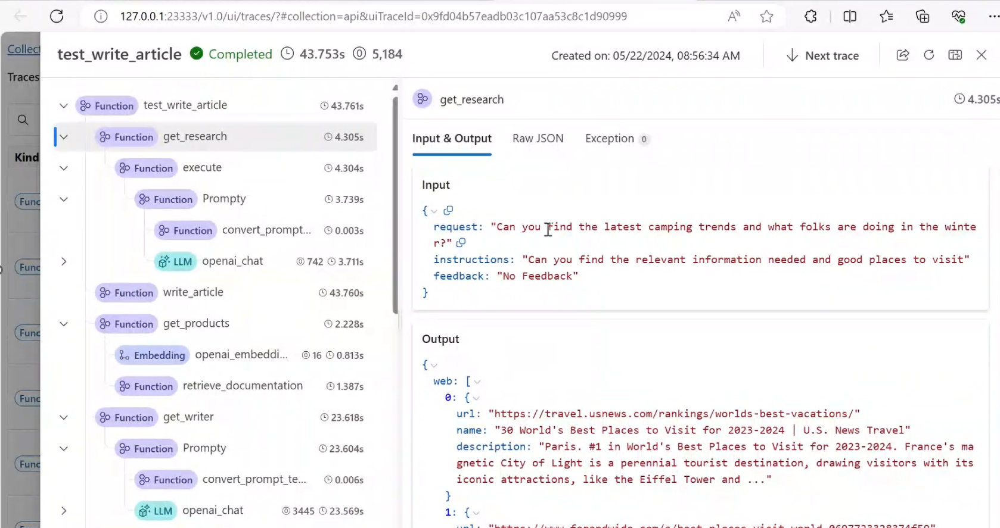 127.0.0.1:23333/v1.0/ui/traces/?#collection=api&uiTraceId=0x9fd04b57eadb03c107aa53c8c1d90999
Collect
Traces
Kind
Func
Func
Func
Func
Func
test_write_article Completed 43.753s 5,184
Created on: 05/22/2024, 08:56:34 AM
Next trace
Function test_write_article 43.761s
Function get_research 4.305s
Function execute 4.304s
Function Prompty 3.739s
Function convert_prompt... 0.003s
LLM openai_chat 742 3.711s
Function write_article 43.760s
Function get_products 2.228s
Embedding openai_embeddi... 16 0.813s
Function retrieve_documentation 1.387s
Function get_writer 23.618s
Function Prompty 23.604s
Function convert_prompt_te... 0.006s
LLM openai_chat 3445 23.569s
get_research 4.305s
Input & Output Raw JSON Exception 0
Input
{
request: "Can you find the latest camping trends and what folks are doing in the winte
r?"
instructions: "Can you find the relevant information needed and good places to visit"
feedback: "No Feedback"
}
Output
{
web: [
0: {
url: "https://travel.usnews.com/rankings/worlds-best-vacations/"
name: "30 World's Best Places to Visit for 2023-2024 | U.S. News Travel"
description: "Paris. #1 in World's Best Places to Visit for 2023-2024. France's ma
gnetic City of Light is a perennial tourist destination, drawing visitors with its
iconic attractions, like the Eiffel Tower and ..."
}
1: {